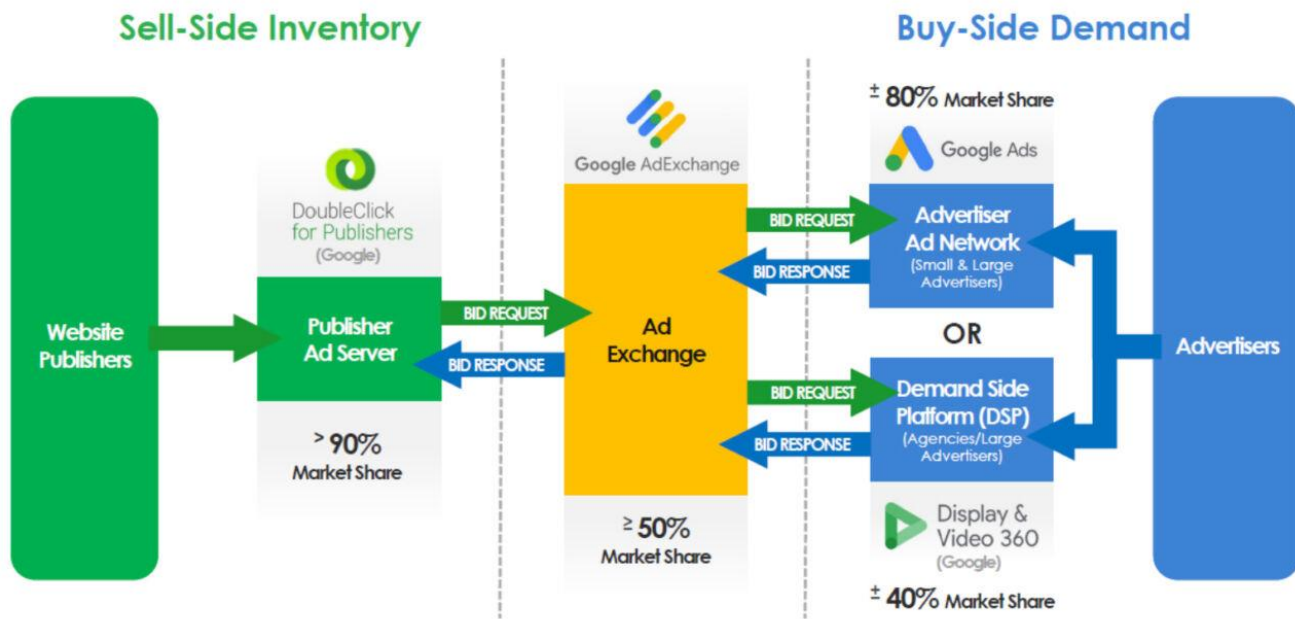 Sell-Side Inventory
Buy-Side Demand
Website
Publishers
DoubleClick
for Publishers
(Google)
Publisher
Ad Server
> 90%
Market Share
BID REQUEST
BID RESPONSE
Google AdExchange
Ad
Exchange
≥ 50%
Market Share
BID REQUEST
BID RESPONSE
BID REQUEST
BID RESPONSE
± 80% Market Share
Google Ads
Advertiser
Ad Network
(Small & Large
Advertisers)
OR
Demand Side
Platform (DSP)
(Agencies/Large
Advertisers)
Display &
Video 360
(Google)
± 40% Market Share
Advertisers